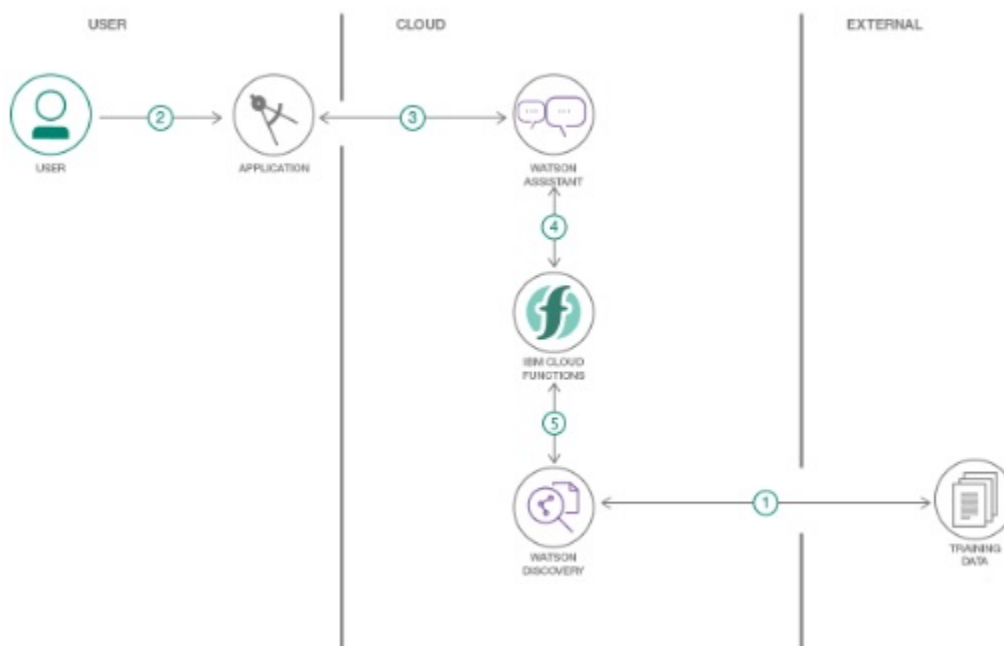 USER
CLOUD
EXTERNAL
2
3
USER
APPLICATION
WATSON
ASSISTANT
4
IBM CLOUD
FUNCTIONS
5
1
WATSON
DISCOVERY
TRAINING
DATA